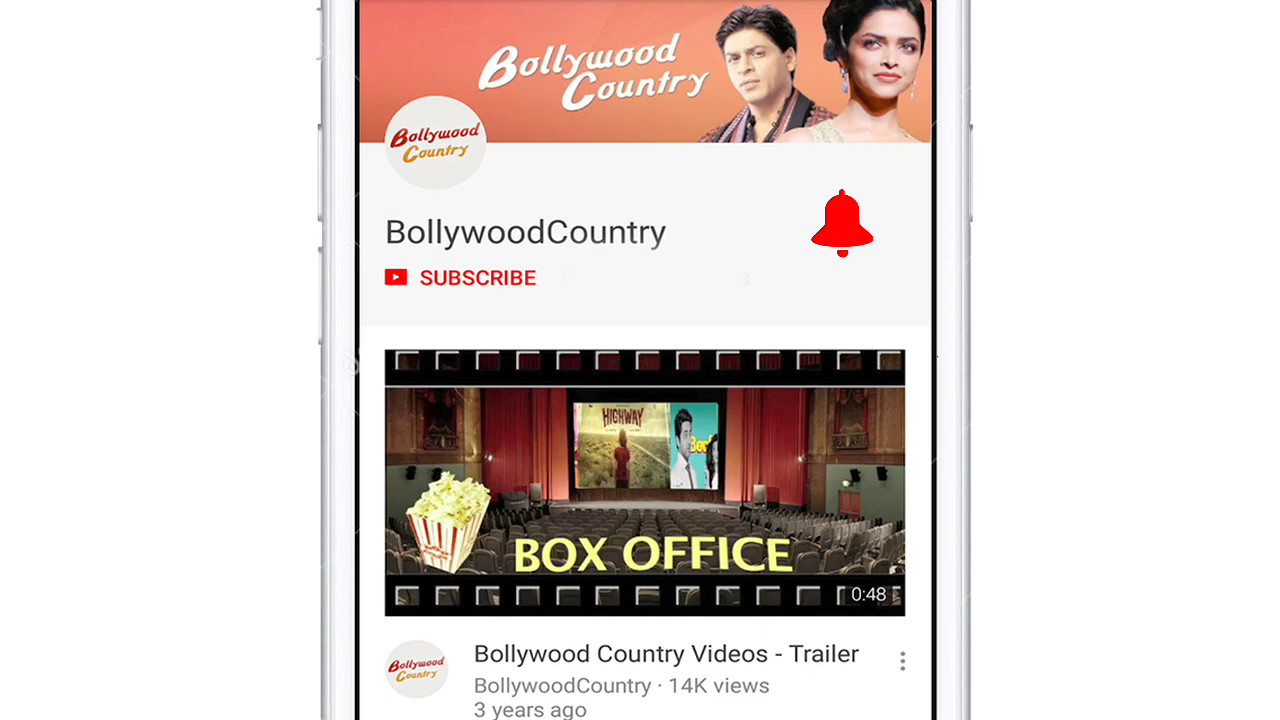 Bollywood
Country
Bollywood
Country
BollywoodCountry
SUBSCRIBE
HIGHWAY
BOX OFFICE
0:48
Bollywood
Country
Bollywood Country Videos - Trailer
BollywoodCountry · 14K views
3 years ago